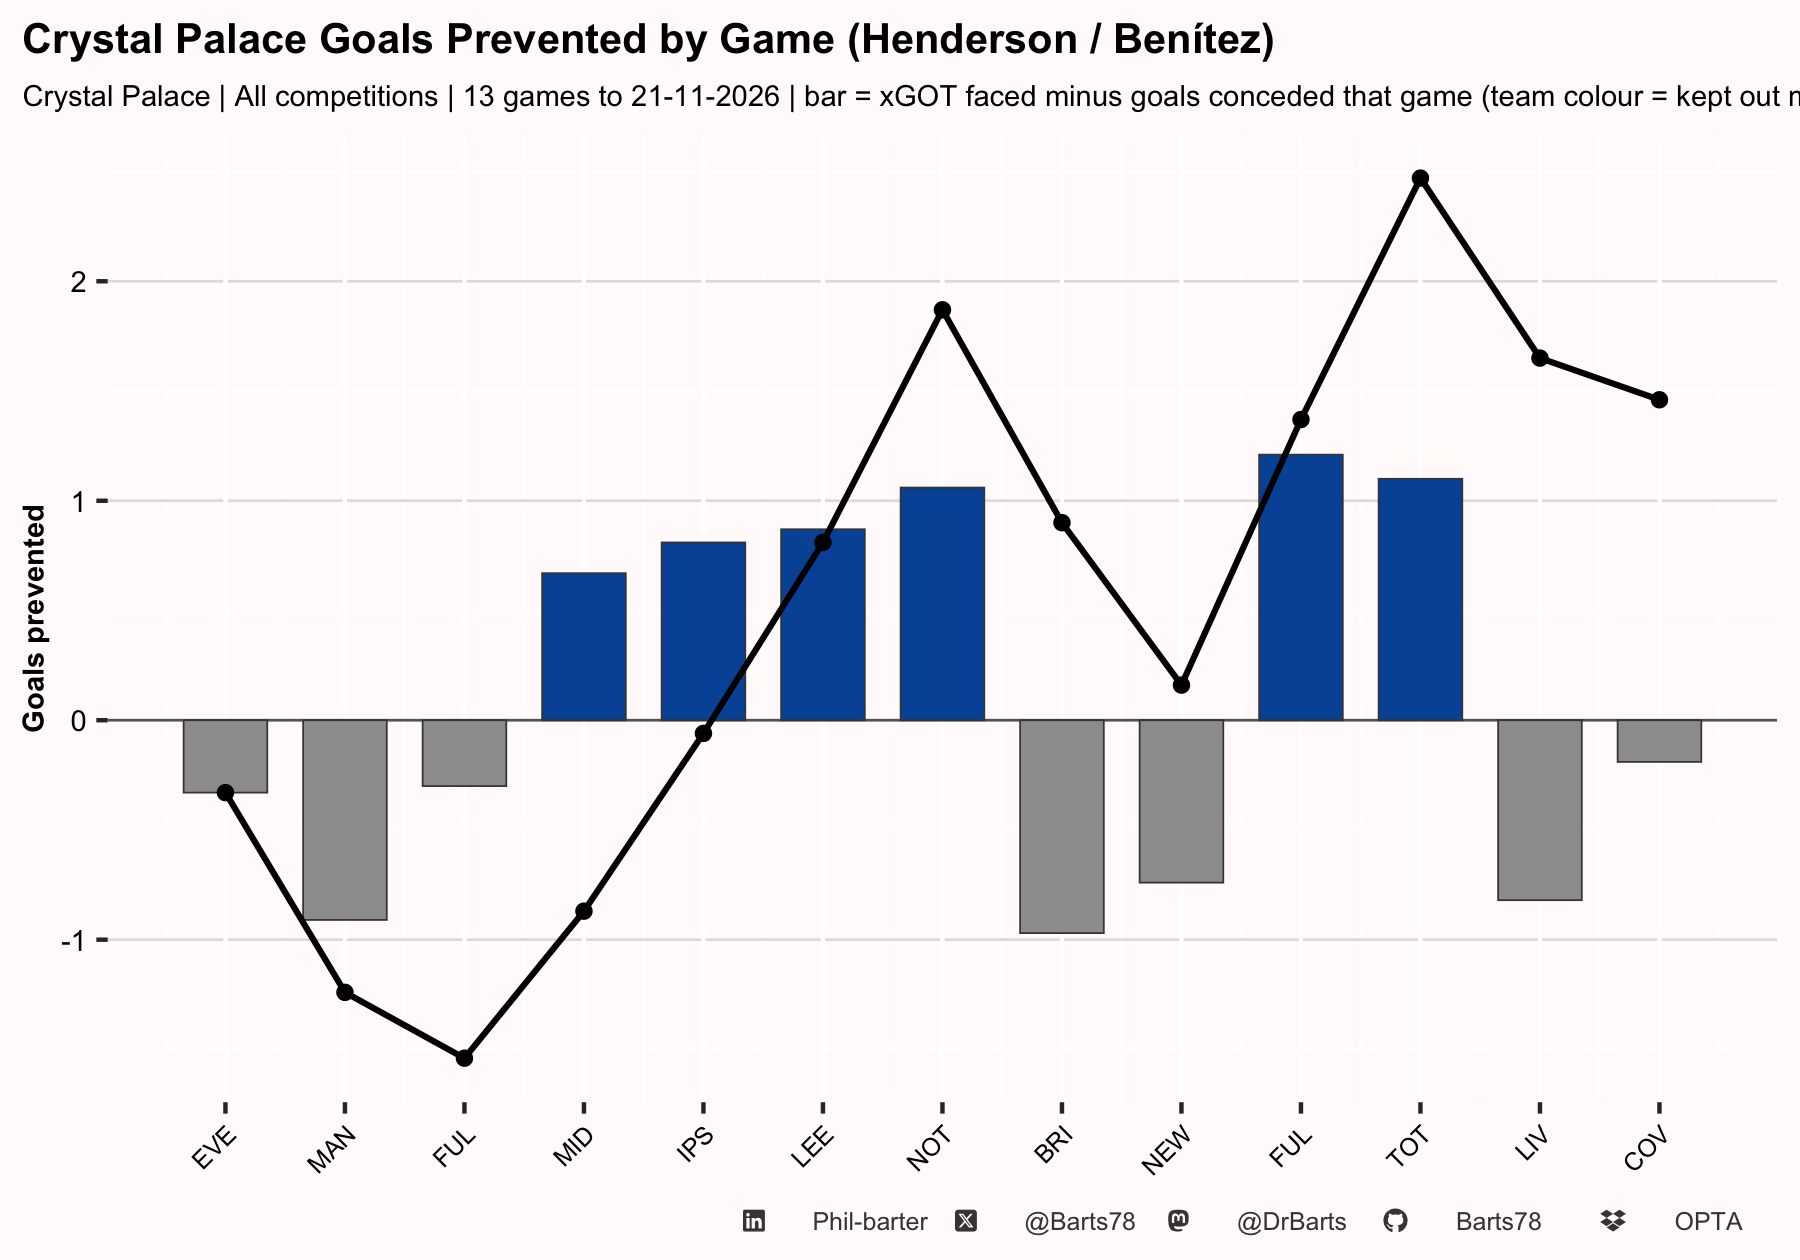 Crystal Palace Goals Prevented by Game (Henderson / Benítez)
Crystal Palace | All competitions | 13 games to 21-11-2026 | bar = xGOT faced minus goals conceded that game (team colour = kept out
Goals prevented
2
1
0
-1
EVE MAN FUL MID IPS LEE NOT BRI NEW FUL TOT LIV COV
Phil-barter @Barts78 @DrBarts Barts78 OPTA